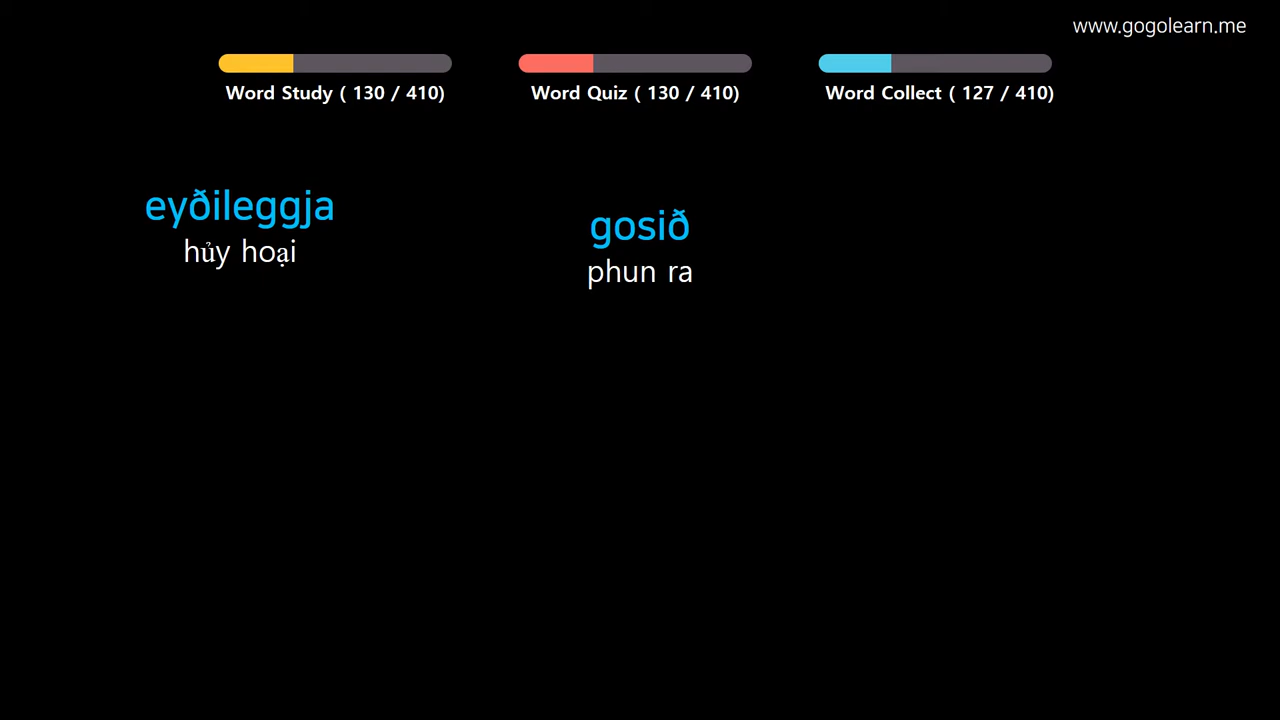 www.gogolearn.me
Word Study ( 130 / 410)
Word Quiz ( 130 / 410)
Word Collect ( 127 / 410)
eyðileggja
hủy hoại
gosið
phun ra